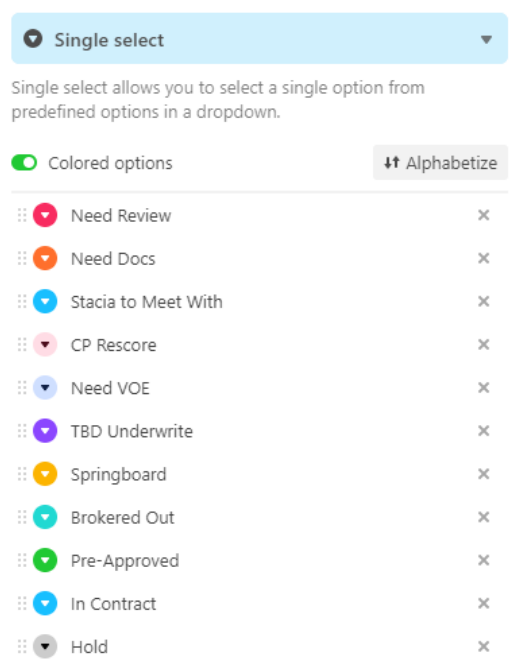 Single select
Single select allows you to select a single option from
predefined options in a dropdown.
Colored options
Alphabetize
Need Review
Need Docs
Stacia to Meet With
CP Rescore
Need VOE
TBD Underwrite
Springboard
Brokered Out
Pre-Approved
In Contract
Hold